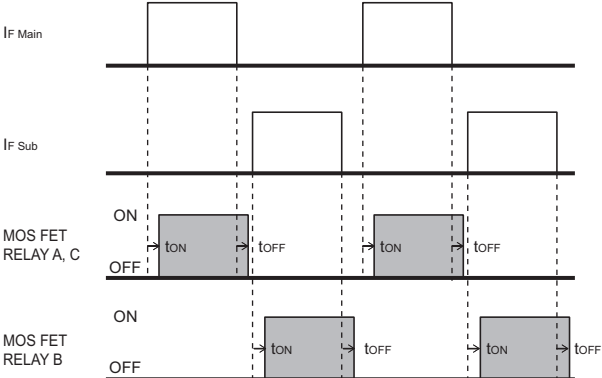 IF Main
IF Sub
ON
MOS FET
RELAY A, C
tON tOFF tON tOFF
OFF
ON
MOS FET
RELAY B
tON tOFF tON tOFF
OFF